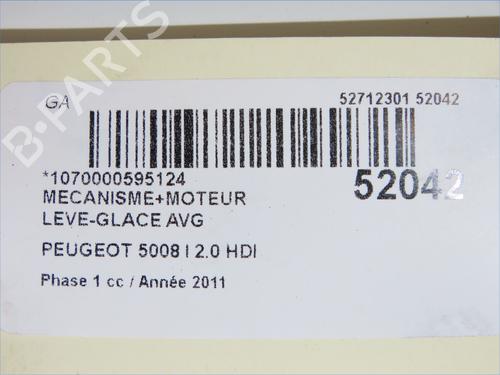 GA
52712301 52042
*1070000595124
52042
MECANISME+MOTEUR
LEVE-GLACE AVG
PEUGEOT 5008 I 2.0 HDI
Phase 1 cc / Année 2011
B-PARTS